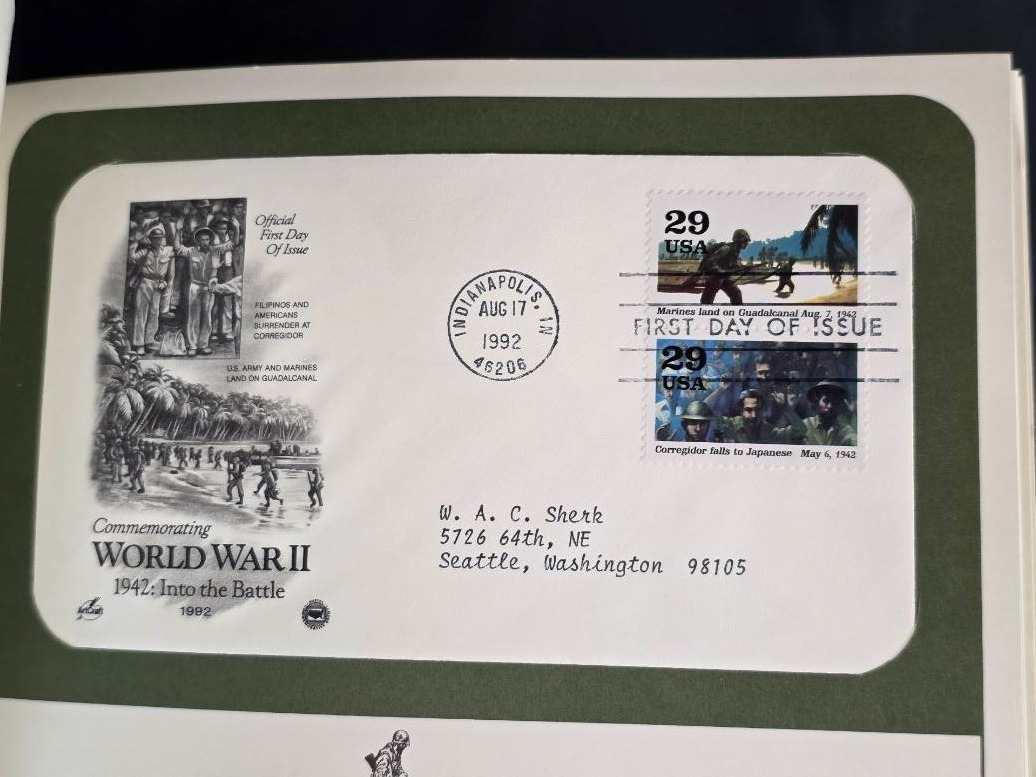 Official
First Day
Of Issue
FILIPINOS AND
AMERICANS
SURRENDER AT
CORREGIDOR
U.S. ARMY AND MARINES
LAND ON GUADALCANAL
Commemorating
WORLD WAR II
1942: Into the Battle
1992
ArtCraft
INDIANAPOLIS, IN
AUG 17
1992
46206
29
USA
Marines land on Guadalcanal Aug. 7, 1942
FIRST DAY OF ISSUE
29
USA
Corregidor falls to Japanese May 6, 1942
W. A. C. Sherk
5726 64th, NE
Seattle, Washington 98105